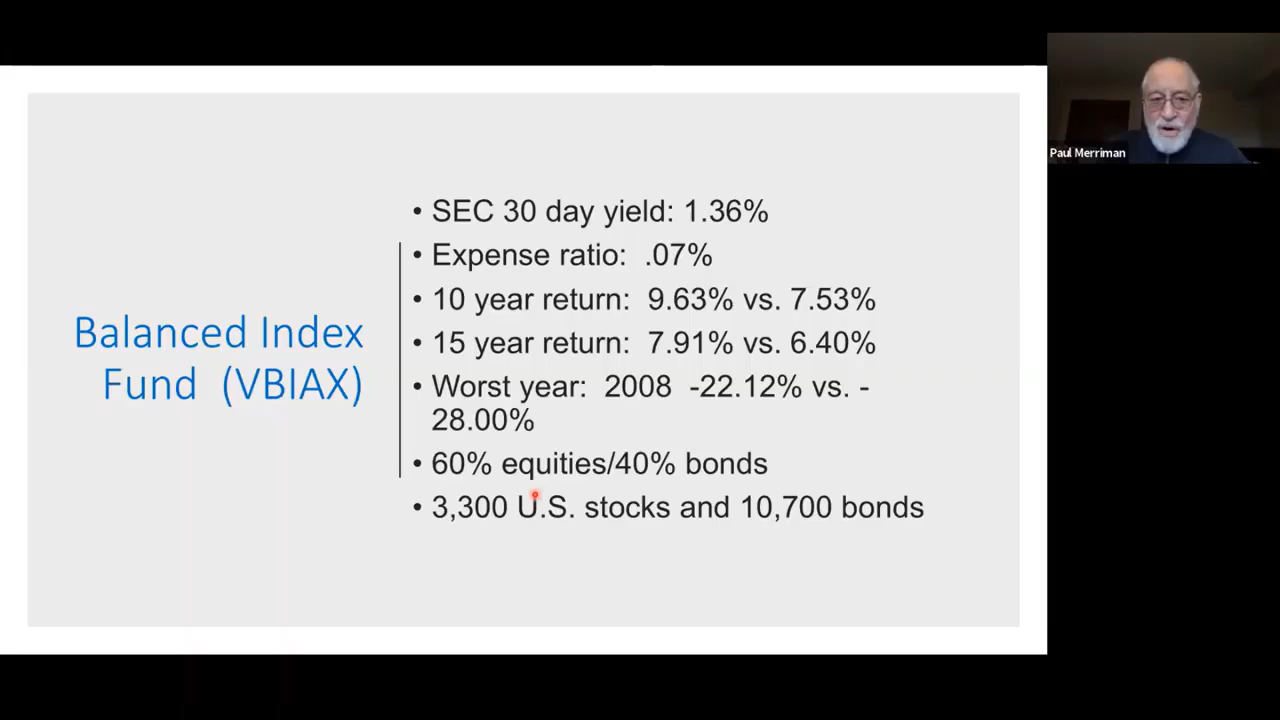 Balanced Index
Fund (VBIAX)
• SEC 30 day yield: 1.36%
• Expense ratio: .07%
• 10 year return: 9.63% vs. 7.53%
• 15 year return: 7.91% vs. 6.40%
• Worst year: 2008 -22.12% vs. -
28.00%
• 60% equities/40% bonds
• 3,300 U.S. stocks and 10,700 bonds
Paul Merriman